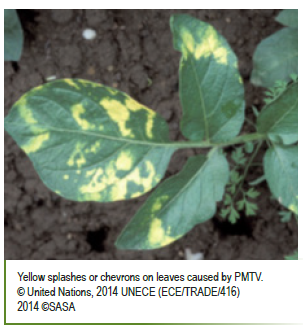 Yellow splashes or chevrons on leaves caused by PMTV.
© United Nations, 2014 UNECE (ECE/TRADE/416)
2014 ©SASA